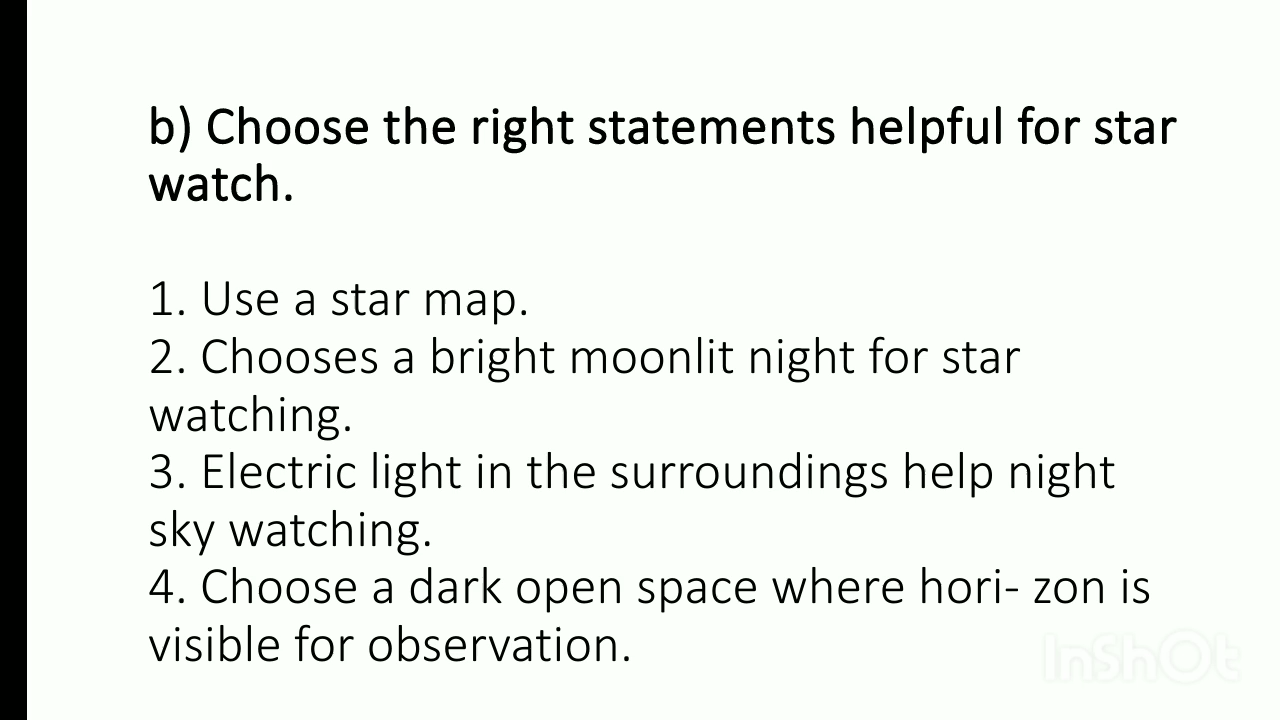 b) Choose the right statements helpful for star
watch.
1. Use a star map.
2. Chooses a bright moonlit night for star
watching.
3. Electric light in the surroundings help night
sky watching.
4. Choose a dark open space where hori- zon is
visible for observation.
InShOt